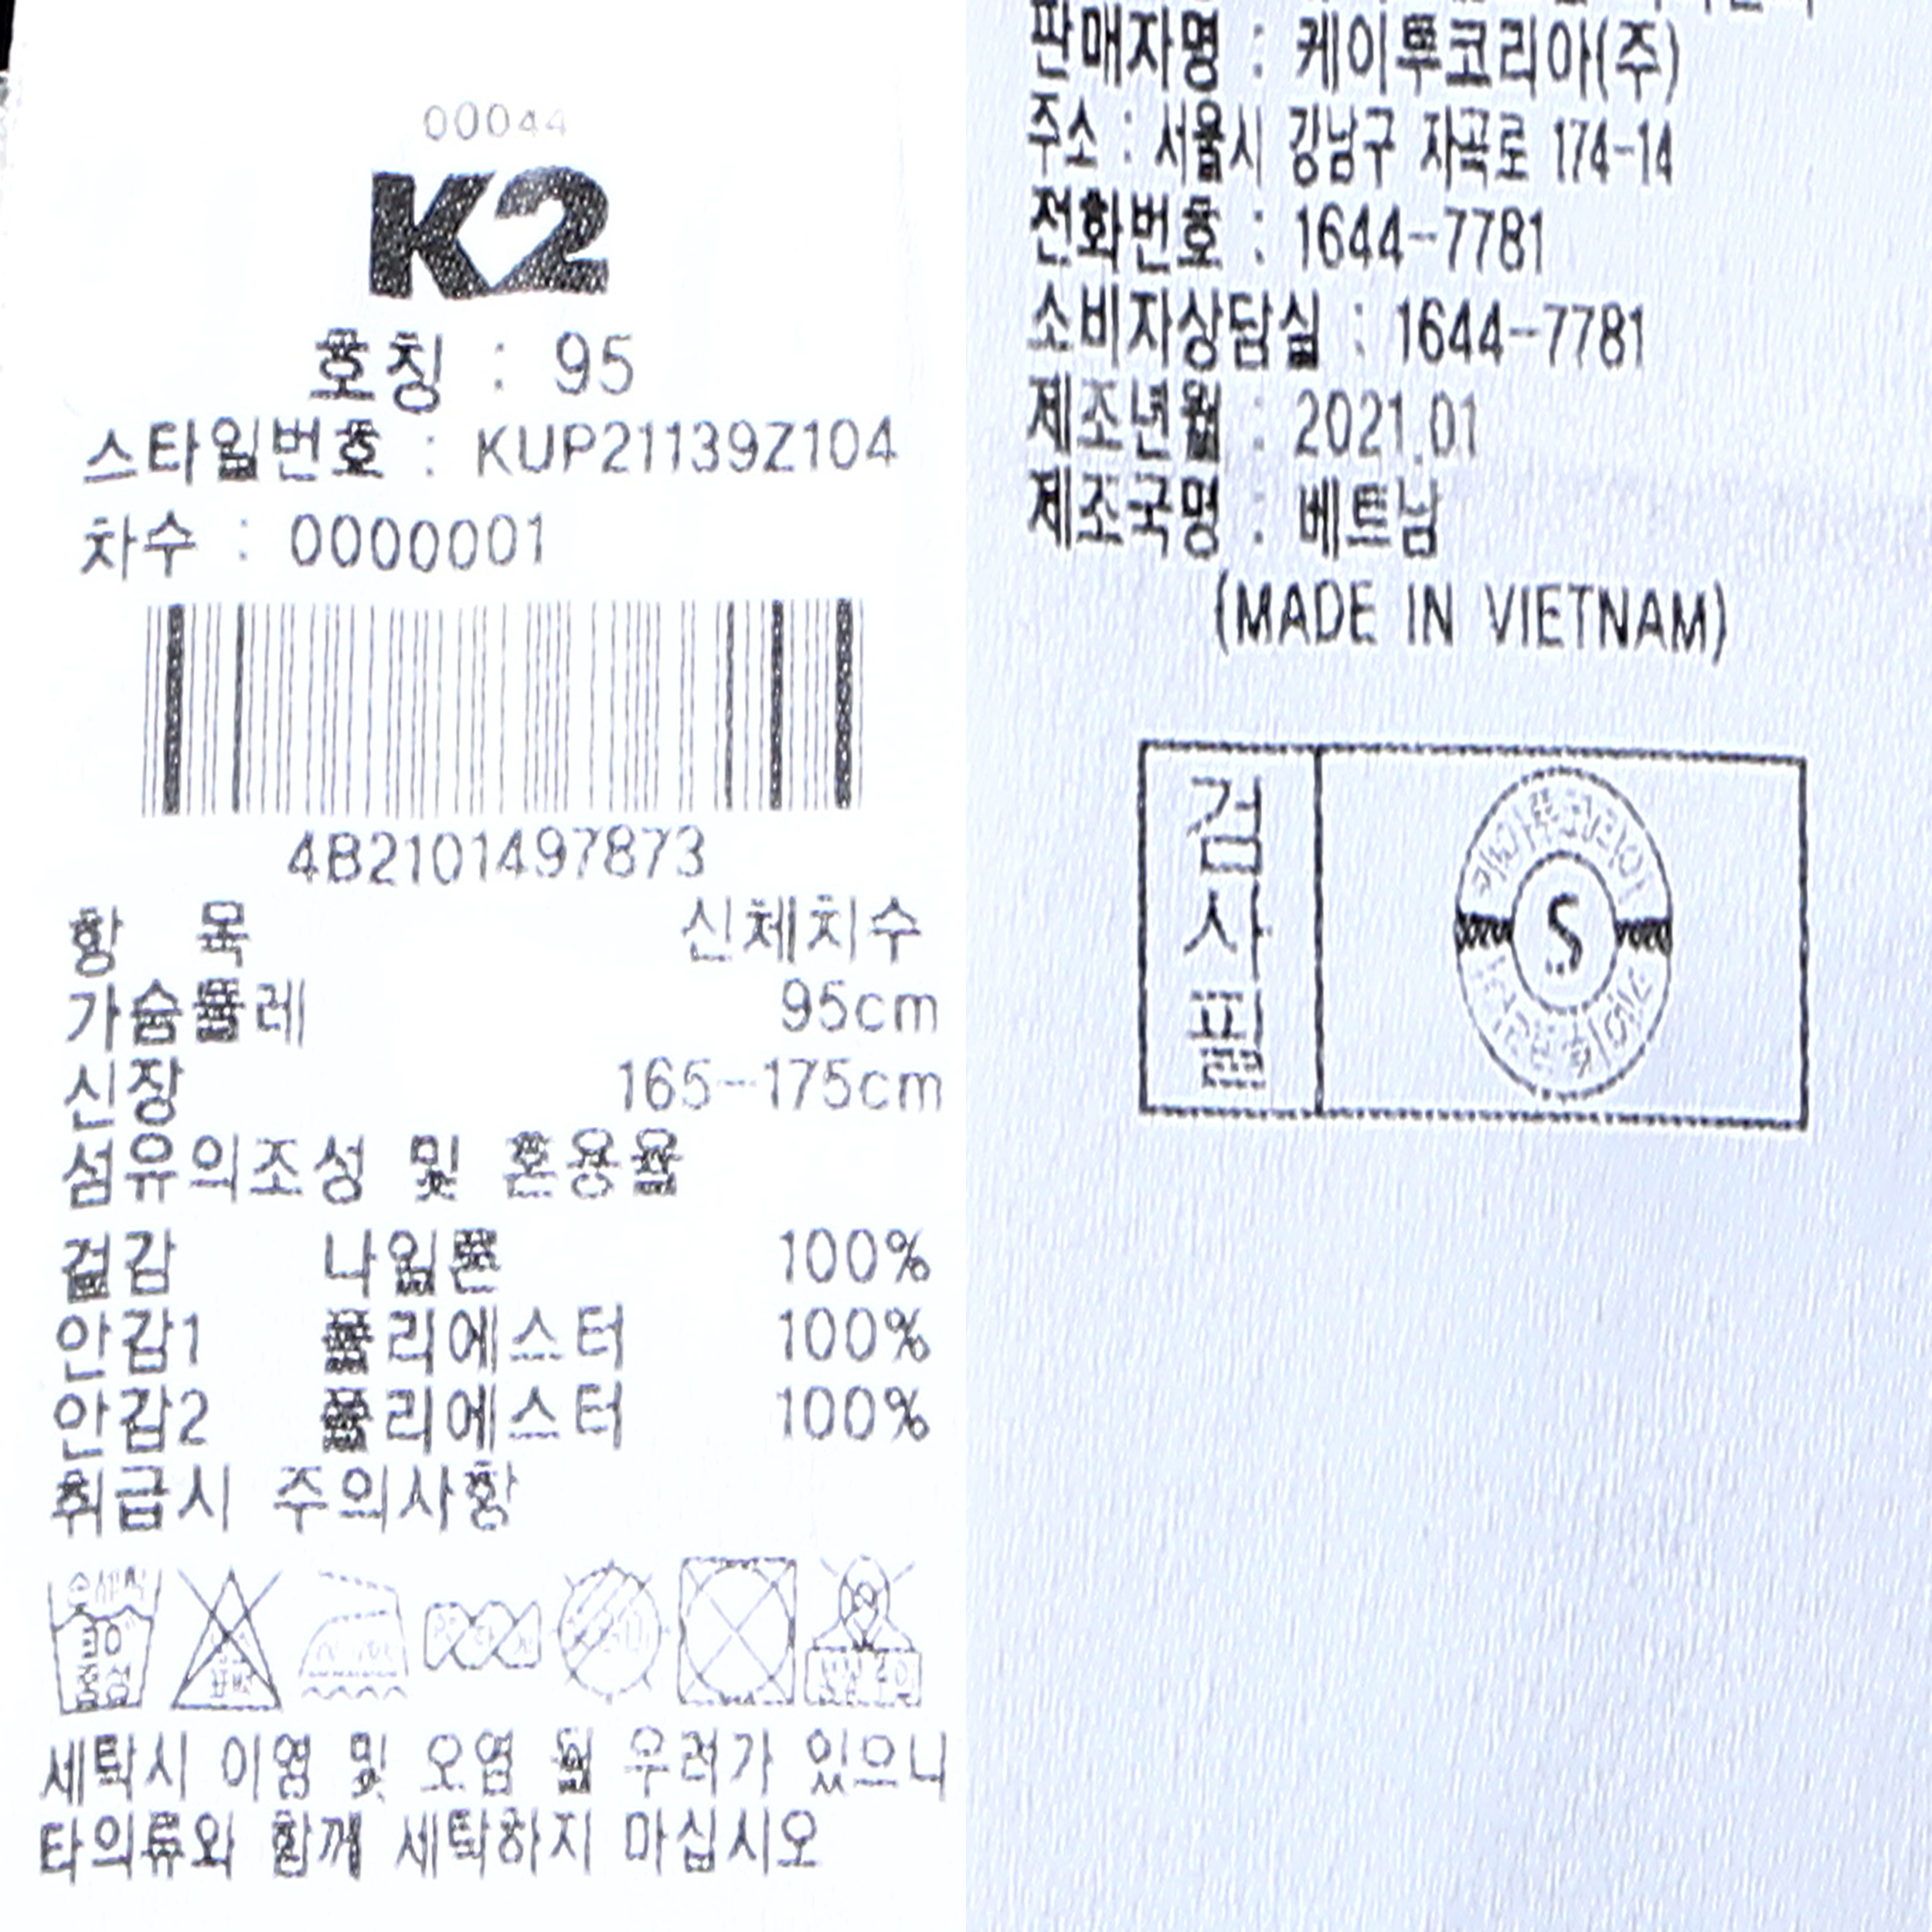 00044
K2
호칭 : 95
스타일번호 : KUP21139Z104
차수 : 0000001
4B2101497873
항 목 신체치수
가슴둘레 95cm
신장 165-175cm
섬유의조성 및 혼용율
겉감 나일론 100%
안감1 폴리에스터 100%
안감2 폴리에스터 100%
취급시 주의사항
세탁시 이염 및 오염 될 우려가 있으니
타의류와 함께 세탁하지 마십시오
판매자명 : 케이투코리아(주)
주소 : 서울시 강남구 자곡로 174-14
전화번호 : 1644-7781
소비자상담실 : 1644-7781
제조년월 : 2021.01
제조국명 : 베트남
(MADE IN VIETNAM)
검사필
S